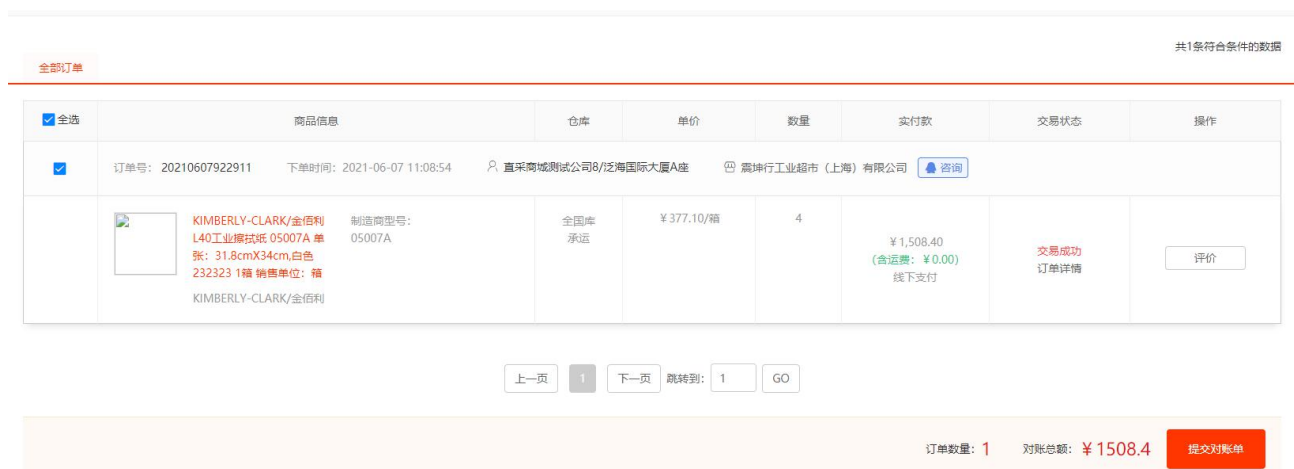 共1条符合条件的数据
全部订单
全选 商品信息 仓库 单价 数量 实付款 交易状态 操作
订单号: 20210607922911 下单时间: 2021-06-07 11:08:54 直采商城测试公司8/泛海国际大厦A座 震坤行工业超市（上海）有限公司 咨询
KIMBERLY-CLARK/金佰利
L40工业擦拭纸 05007A 单
张：31.8cmX34cm,白色
232323 1箱 销售单位：箱
KIMBERLY-CLARK/金佰利
制造商型号:
05007A
全国库
承运
¥ 377.10/箱
4
¥ 1,508.40
(含运费: ¥ 0.00)
线下支付
交易成功
订单详情
评价
上一页 1 下一页 跳转到: 1 GO
订单数量: 1 对账总额: ¥ 1508.4 提交对账单